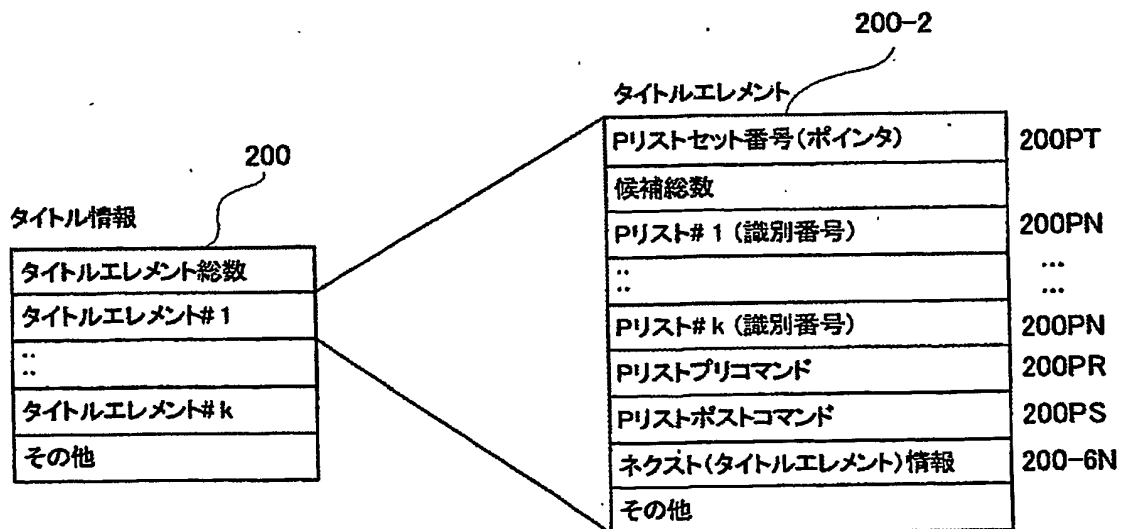 200-2
タイトルエレメント
Pリストセット番号(ポインタ) 200PT
候補総数
Pリスト#1(識別番号) 200PN
:: ...
...
Pリスト#k(識別番号) 200PN
Pリストプリコマンド 200PR
Pリストポストコマンド 200PS
ネクスト(タイトルエレメント)情報 200-6N
その他
200
タイトル情報
タイトルエレメント総数
タイトルエレメント#1
::
タイトルエレメント#k
その他